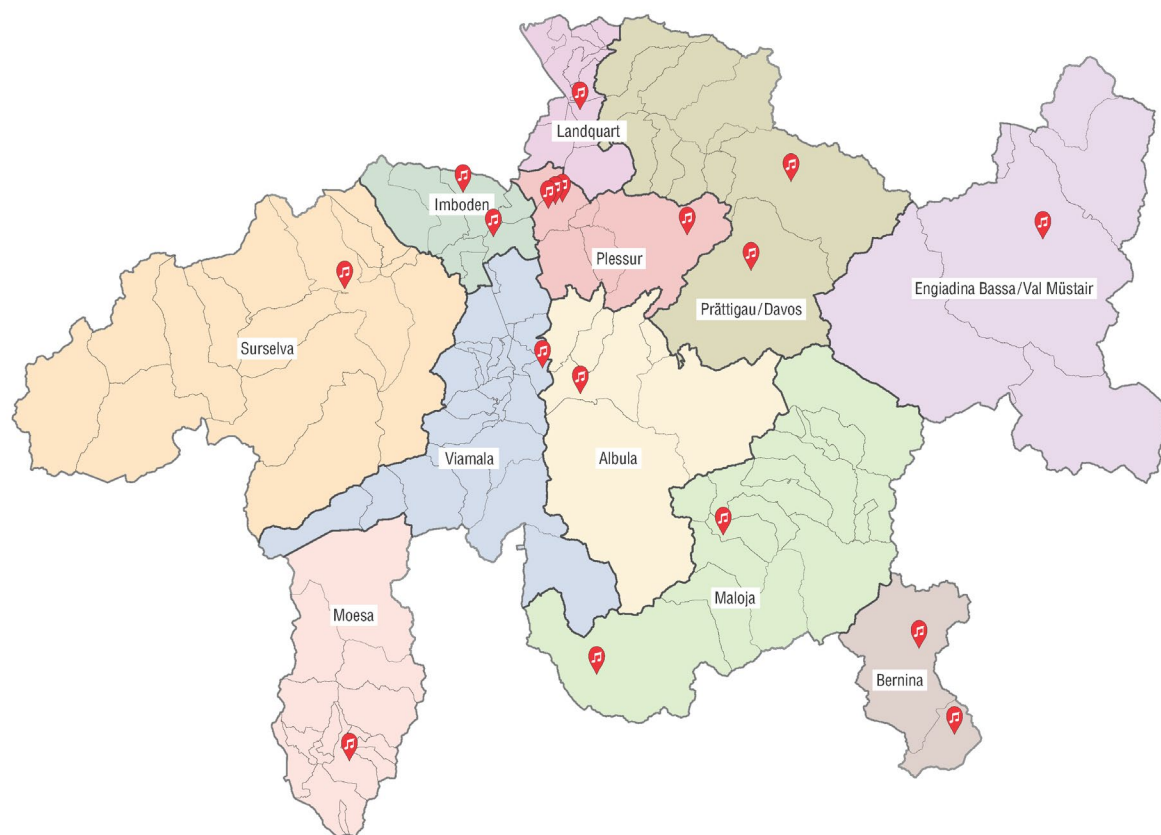 Landquart
Imboden
Plessur
Engiadina Bassa/Val Müstair
Prättigau/Davos
Surselva
Viamala
Albula
Maloja
Moesa
Bernina